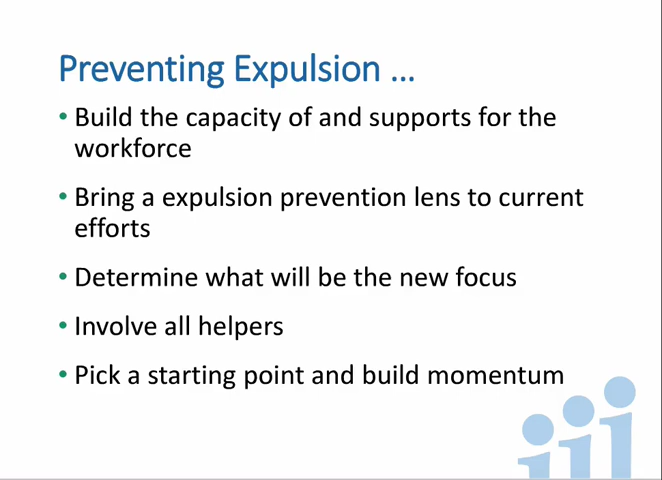 Preventing Expulsion ...
• Build the capacity of and supports for the
workforce
• Bring a expulsion prevention lens to current
efforts
• Determine what will be the new focus
• Involve all helpers
• Pick a starting point and build momentum